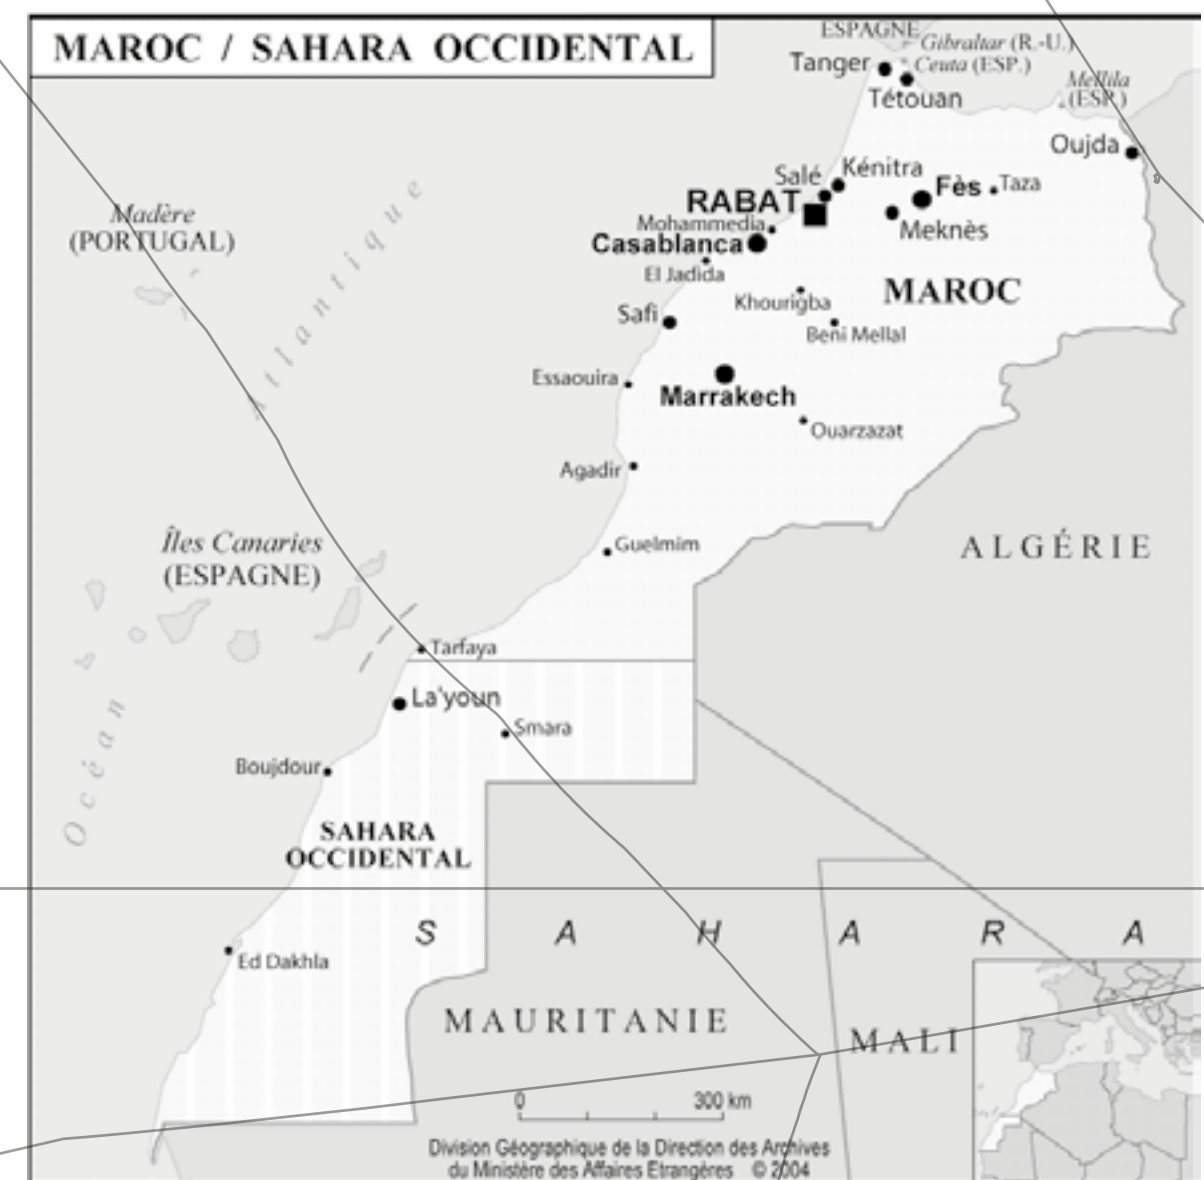 MAROC / SAHARA OCCIDENTAL
ESPAGNE
Gibraltar (R.-U.)
Tanger
Ceuta (ESP.)
Tétouan
Mellila
(ESP.)
Oujda
Kénitra
Salé
Fès
Taza
RABAT
Mohammedia
Meknès
Casablanca
El Jadida
Madère
(PORTUGAL)
MAROC
Khourigba
Safi
Beni Mellal
Essaouira
Marrakech
Ouarzazat
Agadir
Océan Atlantique
Îles Canaries
(ESPAGNE)
Guelmim
ALGÉRIE
Tarfaya
La'youn
Smara
Boujdour
SAHARA
OCCIDENTAL
S A H A R A
Ed Dakhla
MAURITANIE
MALI
0 300 km
Division Géographique de la Direction des Archives
du Ministère des Affaires Etrangères © 2004